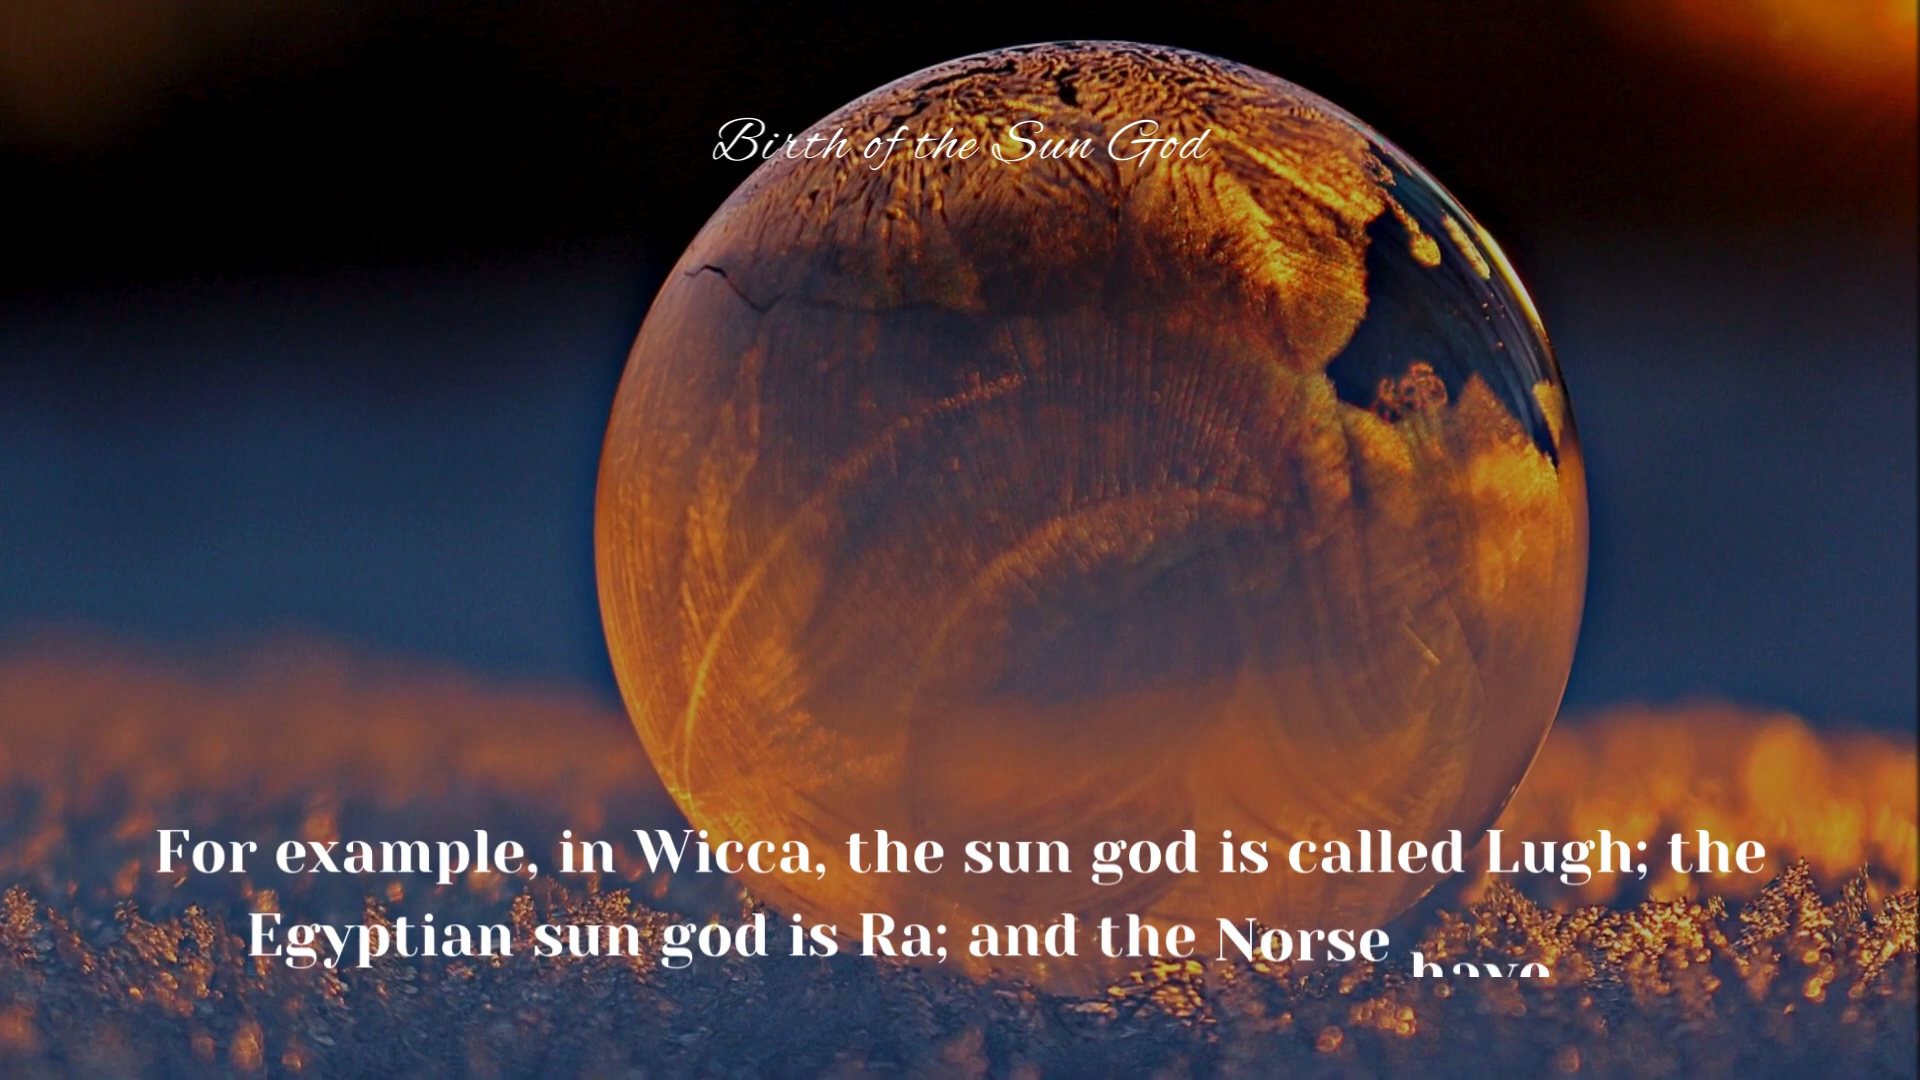 Birth of the Sun God
For example, in Wicca, the sun god is called Lugh; the
Egyptian sun god is Ra; and the Norse have